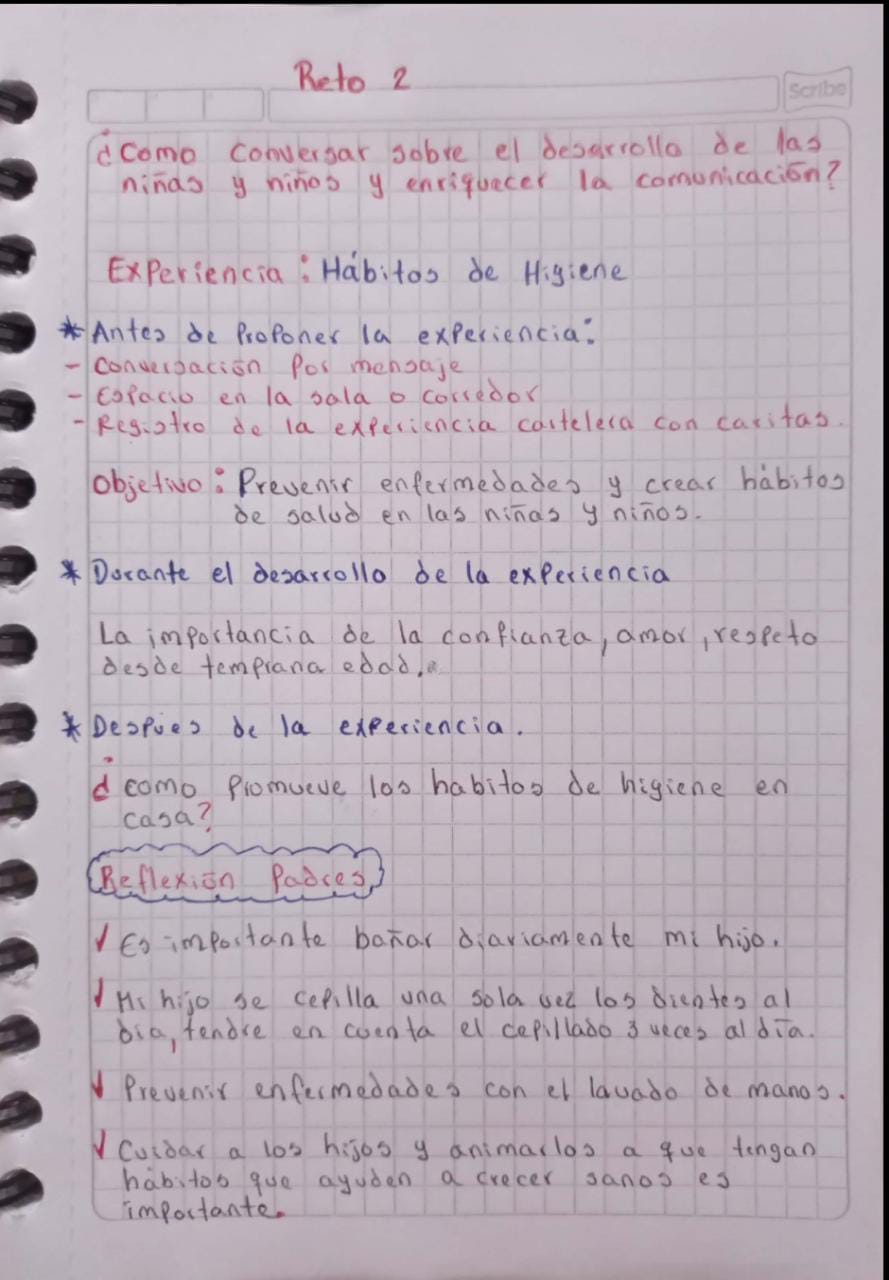 Reto 2
Scribe
¿Como conversar sobre el desarrollo de las
niñas y niños y enriquecer la comunicación?
Experiencia: Hábitos de Higiene
* Antes de Proponer la experiencia:
- Conversación Por mensaje
- Espacio en la sala o corredor
- Registro de la experiencia cartelera con caritas.
Objetivo: Prevenir enfermedades y crear hábitos
de salud en las niñas y niños.
* Durante el desarrollo de la experiencia
La importancia de la confianza, amor, respeto
desde temprana edad.
* Despues de la experiencia.
¿como Promueve los habitos de higiene en
casa?
Reflexión Padres
✓ Es importante bañar diariamente mi hijo.
✓ Mi hijo se cepilla una sola vez los dientes al
día, tendre en cuenta el cepillado 3 veces al día.
✓ Prevenir enfermedades con el lavado de manos.
✓ Cuidar a los hijos y animarlos a que tengan
hábitos que ayuden a crecer sanos es
importante.